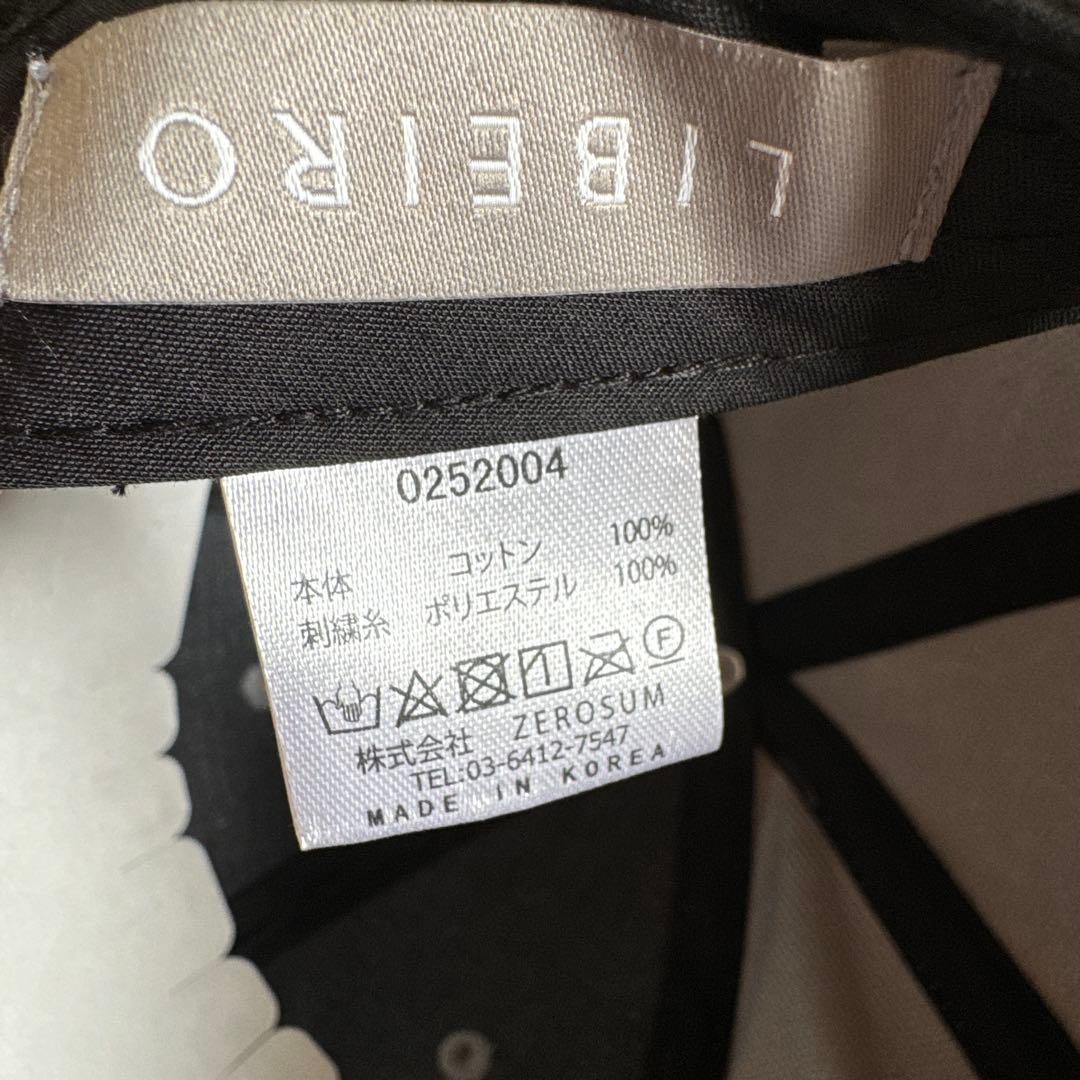 LIBEIRO
0252004
本体 コットン 100%
刺繍糸 ポリエステル 100%
F
株式会社 ZEROSUM
TEL:03-6412-7547
MADE IN KOREA